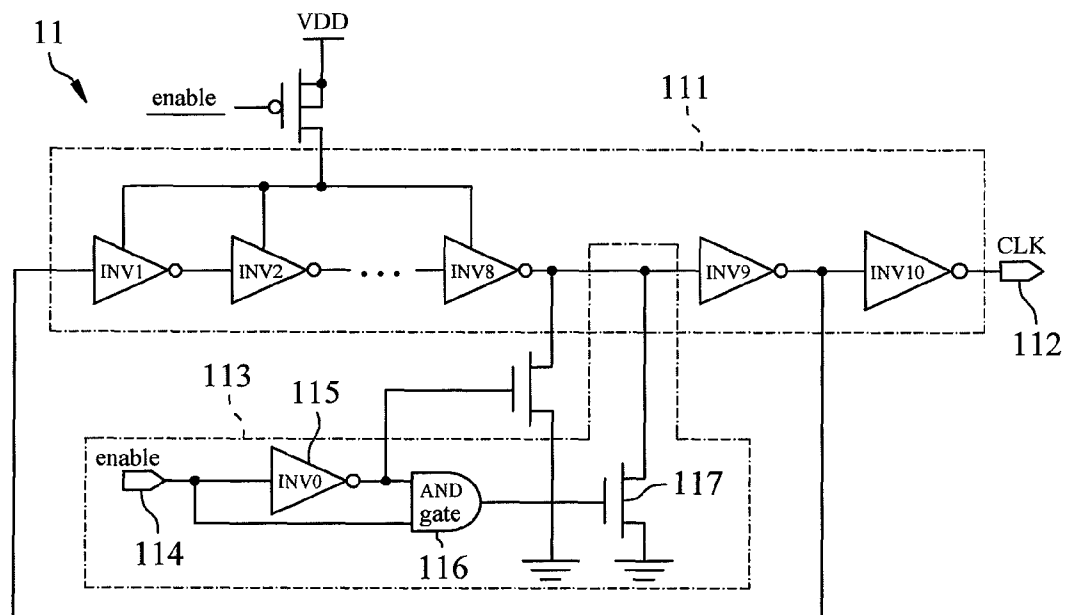 VDD
11
enable
111
INV1
INV2
INV8
INV9
INV10
CLK
112
113
115
enable
INV0
AND
gate
117
114
116